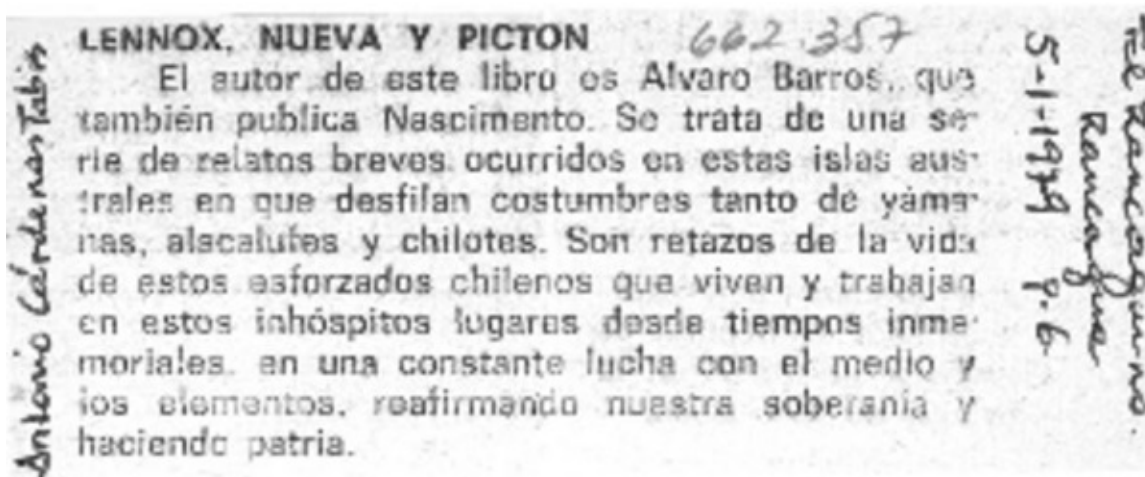 LENNOX, NUEVA Y PICTON
662.357
El autor de este libro es Alvaro Barros, que
también publica Nascimento. Se trata de una se-
rie de relatos breves ocurridos en estas islas aus-
trales en que desfilan costumbres tanto de yáma-
nas, alacalufes y chilotes. Son retazos de la vida
de estos esforzados chilenos que viven y trabajan
en estos inhóspitos lugares desde tiempos inme-
moriales, en una constante lucha con el medio y
los elementos, reafirmando nuestra soberanía y
haciendo patria.
Antonio Cárdenas Tabies
El Rancagüino.
Rancagua
5-1-1979 p.6